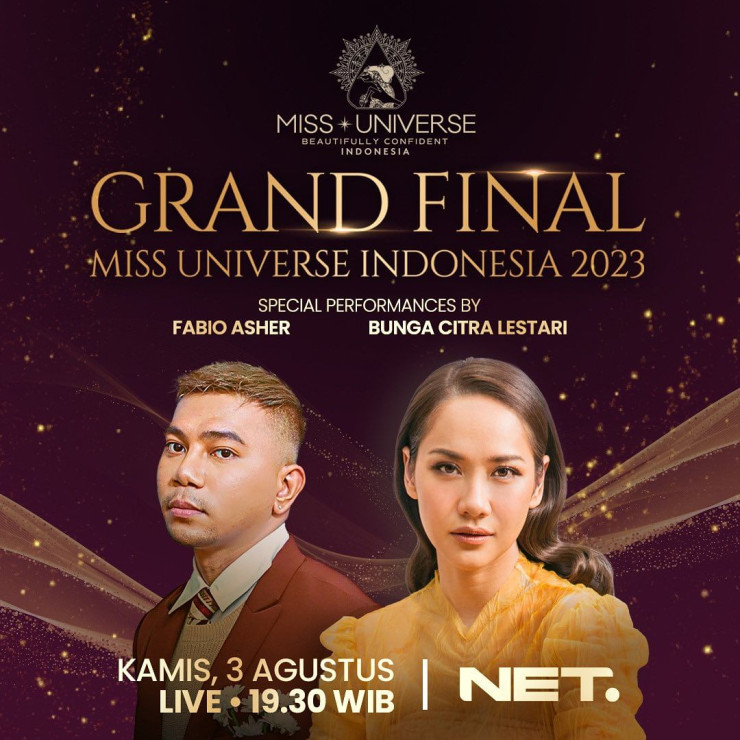 MISS UNIVERSE
BEAUTIFULLY CONFIDENT
INDONESIA
GRAND FINAL
MISS UNIVERSE INDONESIA 2023
SPECIAL PERFORMANCES BY
FABIO ASHER BUNGA CITRA LESTARI
KAMIS, 3 AGUSTUS
LIVE • 19.30 WIB
NET.